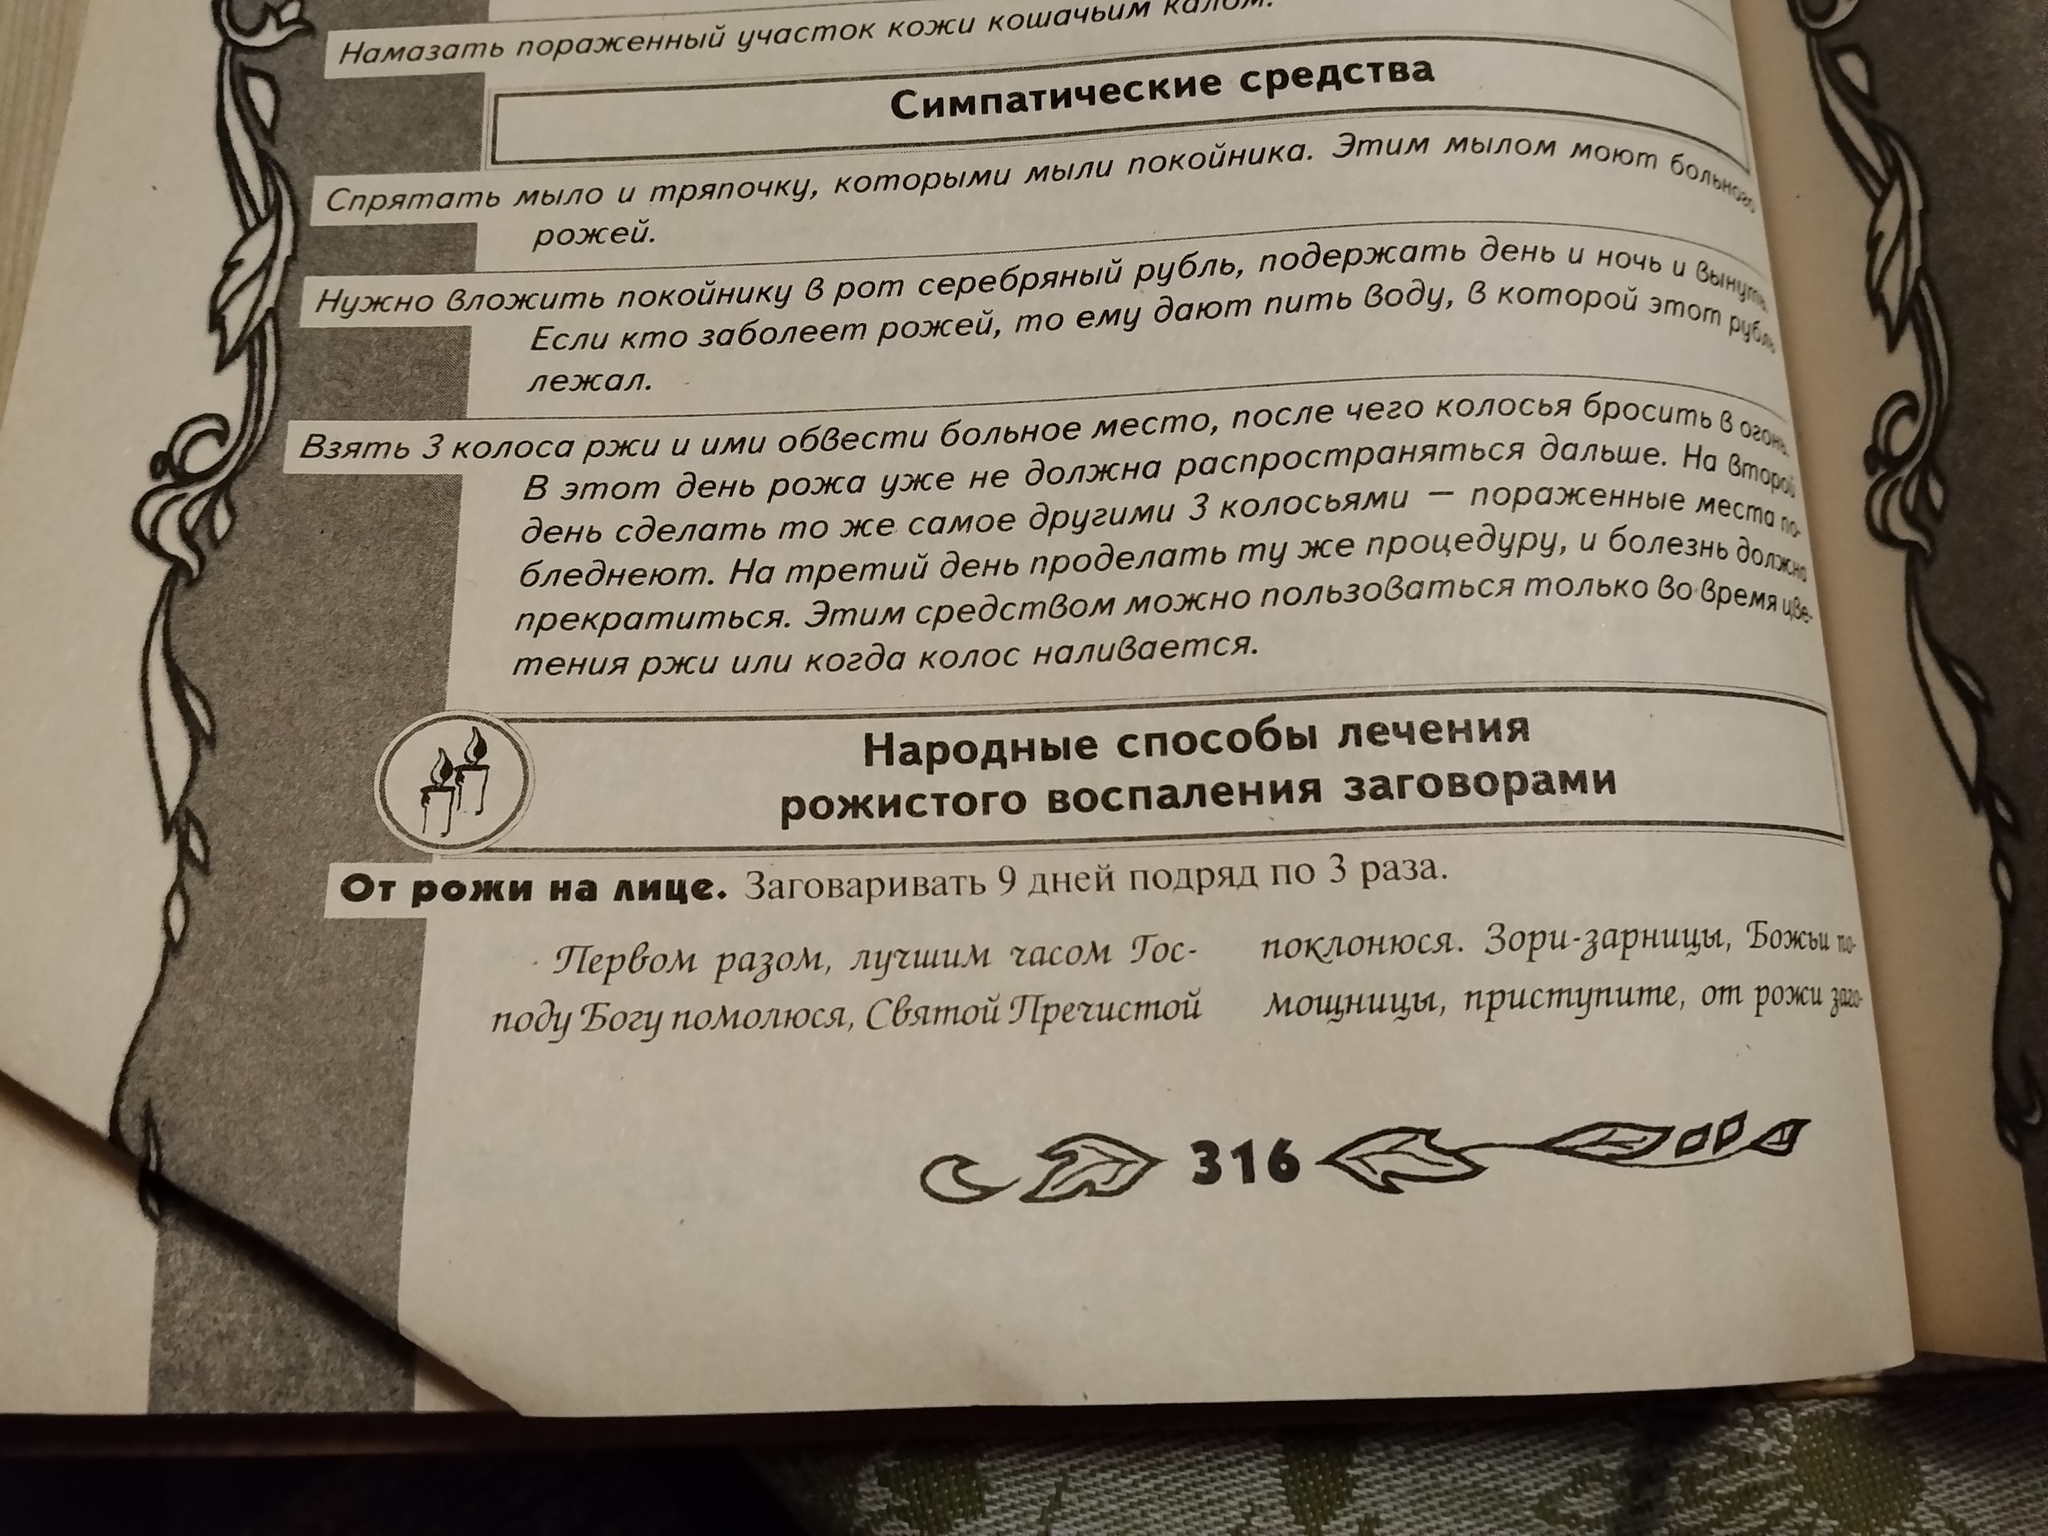 Намазать пораженный участок кожи кошачьим калом.
Симпатические средства
Спрятать мыло и тряпочку, которыми мыли покойника. Этим мылом моют больного
рожей.
Нужно вложить покойнику в рот серебряный рубль, подержать день и ночь и вынуть.
Если кто заболеет рожей, то ему дают пить воду, в которой этот рубль
лежал.
Взять 3 колоса ржи и ими обвести больное место, после чего колосья бросить в огонь.
В этот день рожа уже не должна распространяться дальше. На второй
день сделать то же самое другими 3 колосьями — пораженные места по-
бледнеют. На третий день проделать ту же процедуру, и болезнь должна
прекратиться. Этим средством можно пользоваться только во время цве-
тения ржи или когда колос наливается.
Народные способы лечения
рожистого воспаления заговорами
От рожи на лице. Заговаривать 9 дней подряд по 3 раза.
Первом разом, лучшим часом Гос-
поду Богу помолюся, Святой Пречистой
поклонюся. Зори-зарницы, Божьи по-
мощницы, приступите, от рожи заго-
316